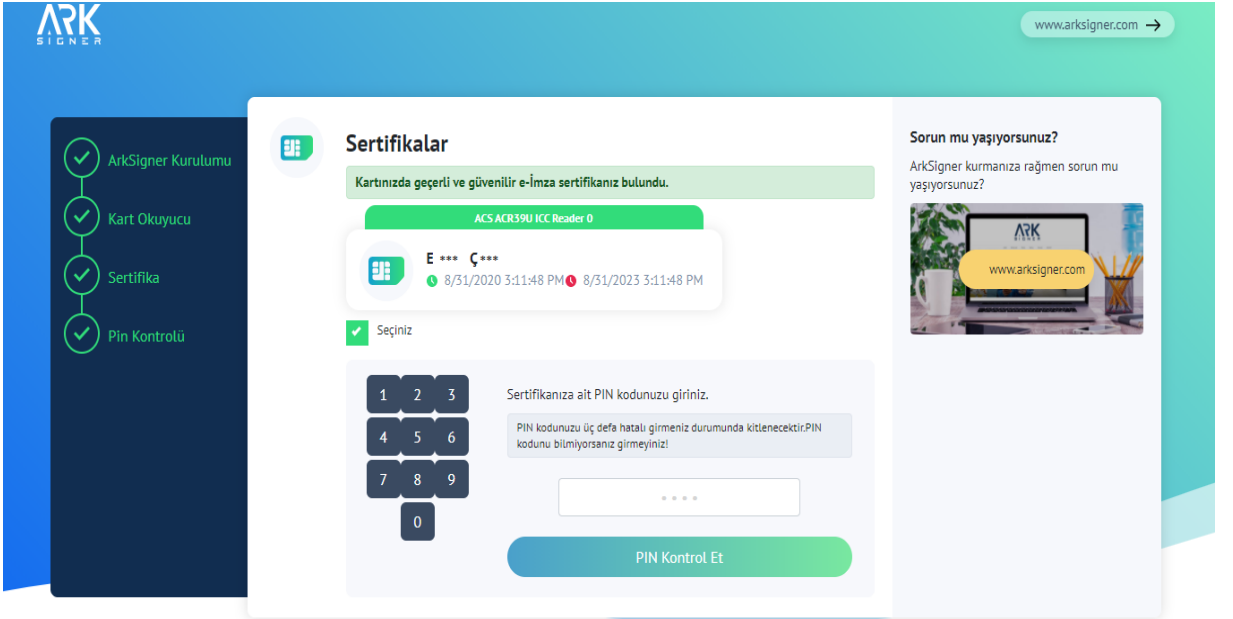 ARK
SIGNER
www.arksigner.com →
ArkSigner Kurulumu
Kart Okuyucu
Sertifika
Pin Kontrolü
Sertifikalar
Kartınızda geçerli ve güvenilir e-İmza sertifikanız bulundu.
ACS ACR39U ICC Reader 0
E *** Ç***
8/31/2020 3:11:48 PM 8/31/2023 3:11:48 PM
Seçiniz
1 2 3
4 5 6
7 8 9
0
Sertifikanıza ait PIN kodunuzu giriniz.
PIN kodunuzu üç defa hatalı girmeniz durumunda kitlenecektir.PIN
kodunu bilmiyorsanız girmeyiniz!
PIN Kontrol Et
Sorun mu yaşıyorsunuz?
ArkSigner kurmanıza rağmen sorun mu
yaşıyorsunuz?
ARK
SIGNER
www.arksigner.com